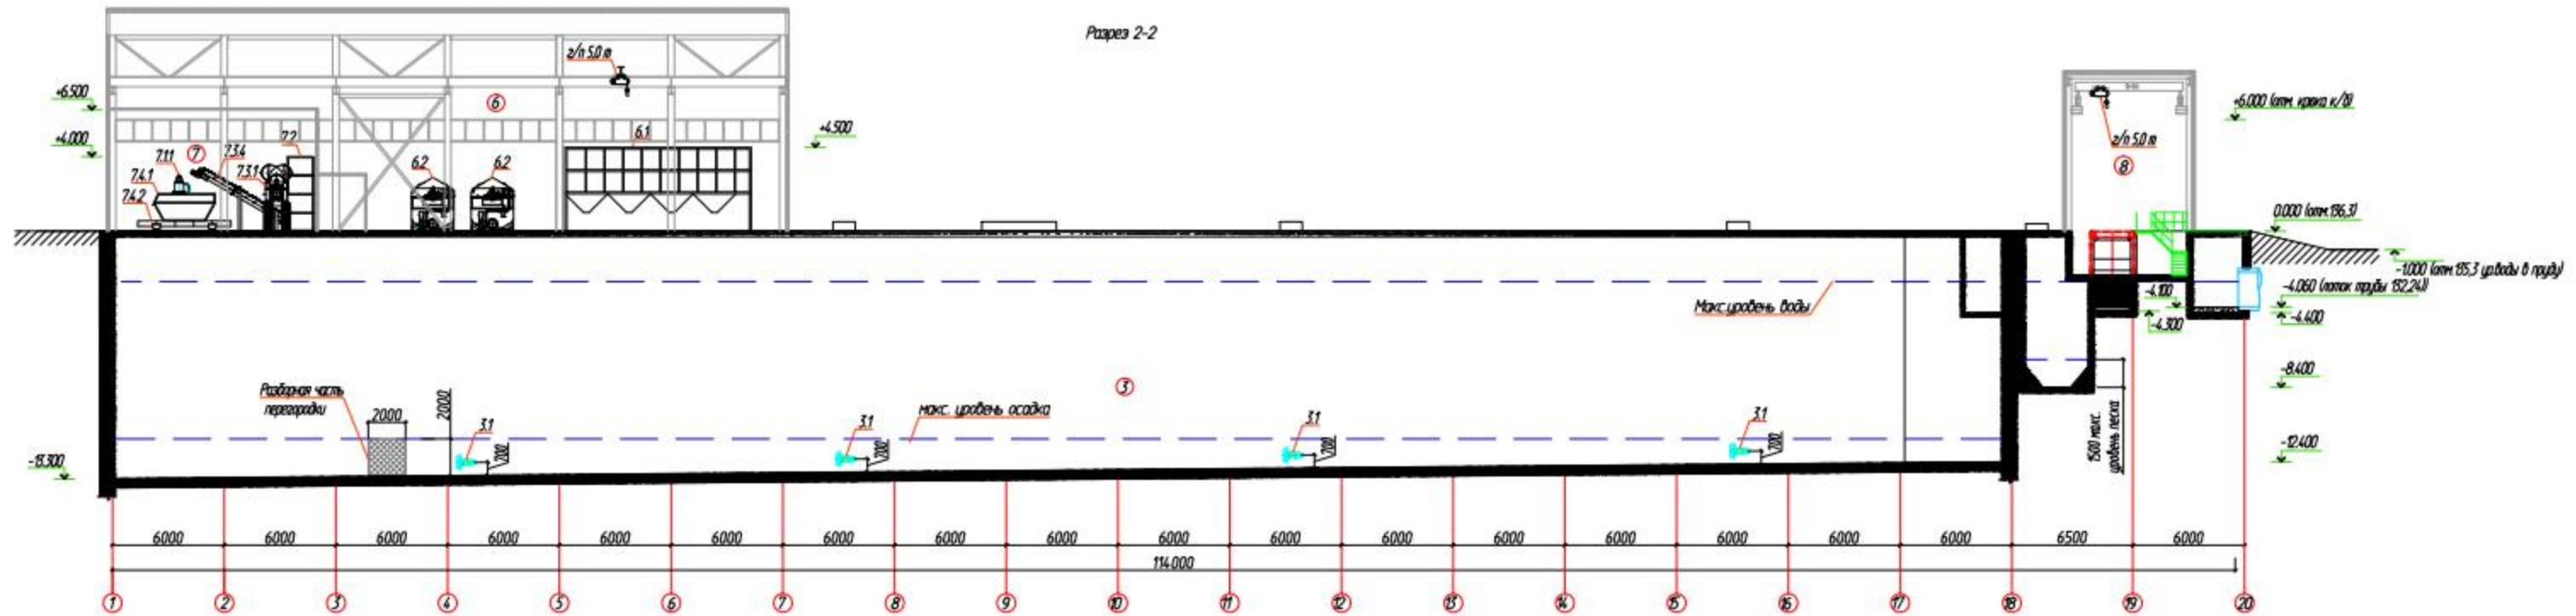 Разрез 2-2
г/п 5,0 т
+6.500
6
+6.000 (отм. крюка к/в)
+4.500
+4.000
7.2
6.1
г/п 5,0 т
7.1.1
7
7.3.4
8
7.4.1
7.3.1
6.2
6.2
7.4.2
0.000 (отм.136,3)
-1.000 (отм.135,3 ур.воды в пруду)
Макс.уровень воды
-4.100
-4.060 (лоток трубы 132,24))
-4.300
-4.400
-8.400
Разборная часть
перегородки
3
2000
2000
макс. уровень осадка
3.1
3.1
3.1
3.1
700
700
700
700
1500 макс.
уровень песка
-13.300
-12.400
6000 6000 6000 6000 6000 6000 6000 6000 6000 6000 6000 6000 6000 6000 6000 6000 6000 6500 6000
114.000
1 2 3 4 5 6 7 8 9 10 11 12 13 14 15 16 17 18 19 20